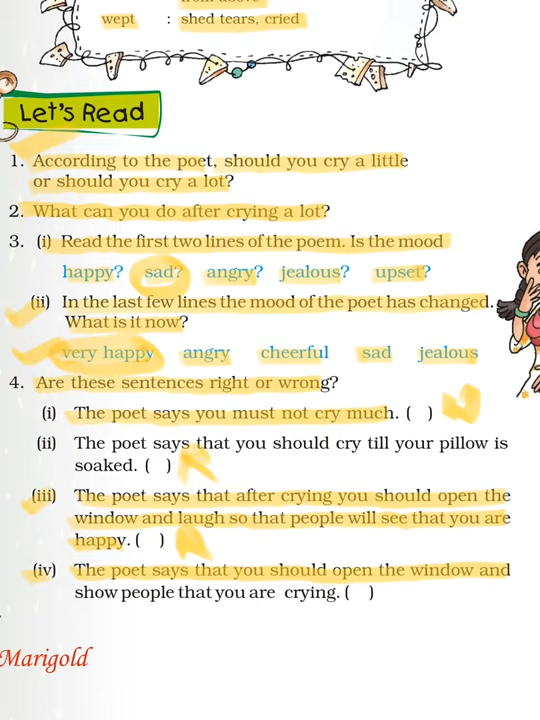 from above
wept : shed tears, cried
Let's Read
1. According to the poet, should you cry a little
or should you cry a lot?
2. What can you do after crying a lot?
3. (i) Read the first two lines of the poem. Is the mood
happy? sad? angry? jealous? upset?
(ii) In the last few lines the mood of the poet has changed.
What is it now?
very happy angry cheerful sad jealous
4. Are these sentences right or wrong?
(i) The poet says you must not cry much. ( )
(ii) The poet says that you should cry till your pillow is
soaked. ( )
(iii) The poet says that after crying you should open the
window and laugh so that people will see that you are
happy. ( )
(iv) The poet says that you should open the window and
show people that you are crying. ( )
Marigold